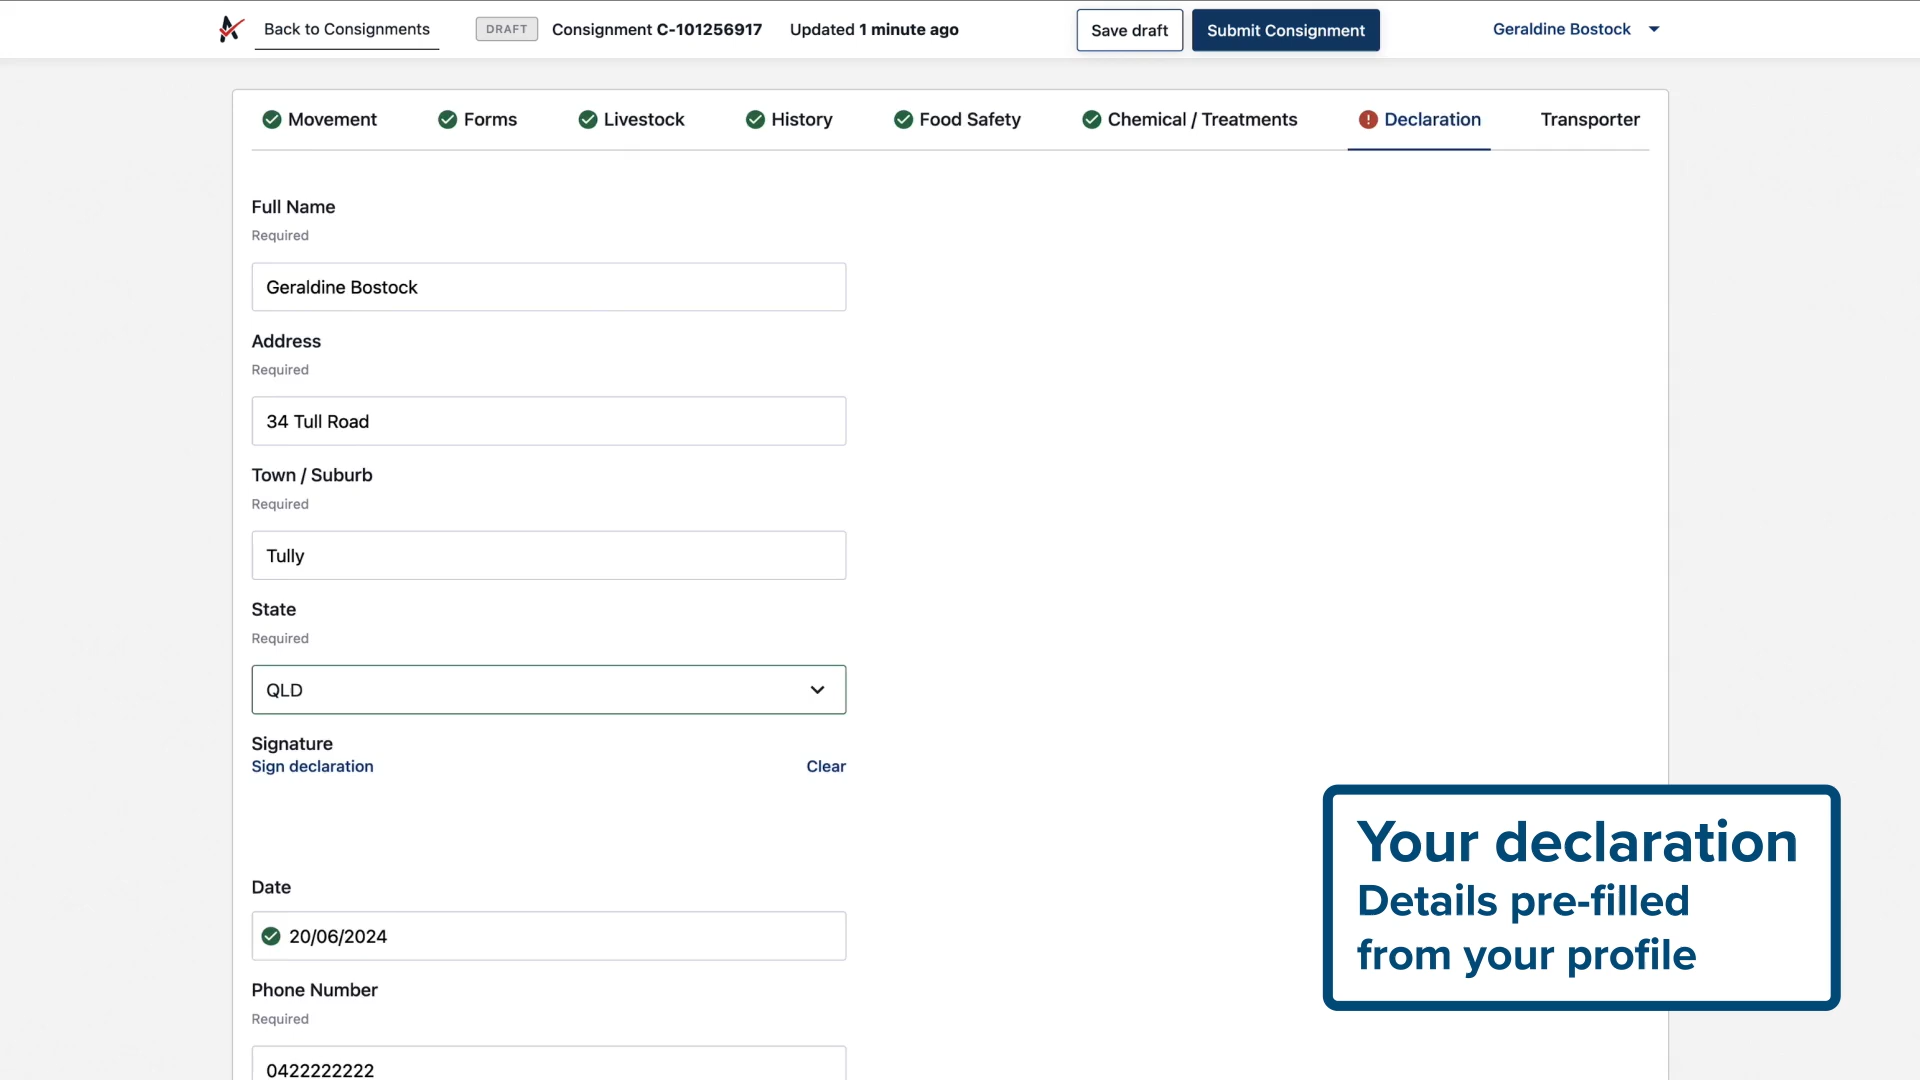 Back to Consignments DRAFT Consignment C-101256917 Updated 1 minute ago Save draft Submit Consignment Geraldine Bostock
Movement Forms Livestock History Food Safety Chemical / Treatments Declaration Transporter
Full Name
Required
Geraldine Bostock
Address
Required
34 Tull Road
Town / Suburb
Required
Tully
State
Required
QLD
Signature
Sign declaration Clear
Date
20/06/2024
Phone Number
Required
0422222222
Your declaration
Details pre-filled
from your profile